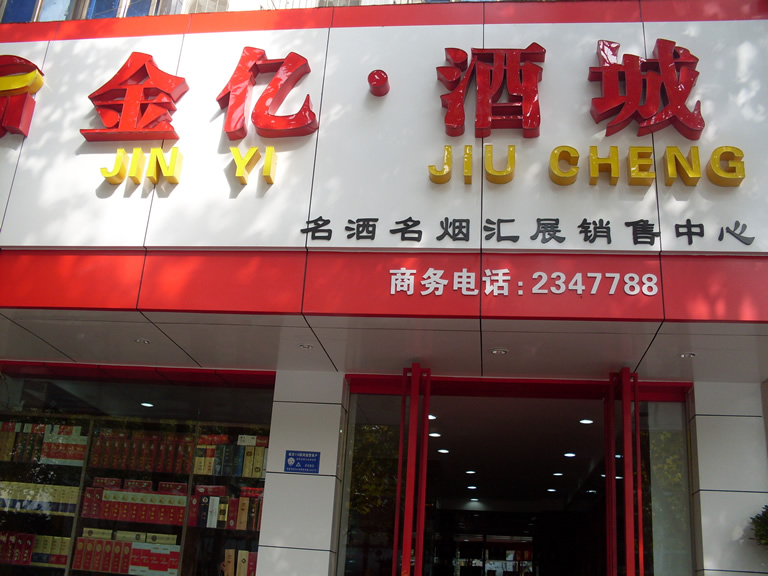 金亿·酒城
JIN YI JIU CHENG
名酒名烟汇展销售中心
商务电话:2347788